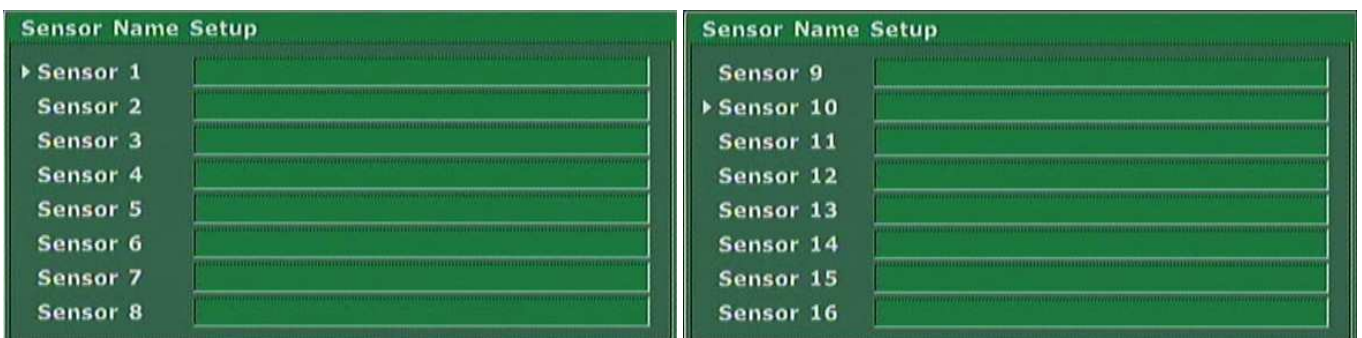 Sensor Name Setup
Sensor 1
Sensor 2
Sensor 3
Sensor 4
Sensor 5
Sensor 6
Sensor 7
Sensor 8
Sensor Name Setup
Sensor 9
Sensor 10
Sensor 11
Sensor 12
Sensor 13
Sensor 14
Sensor 15
Sensor 16